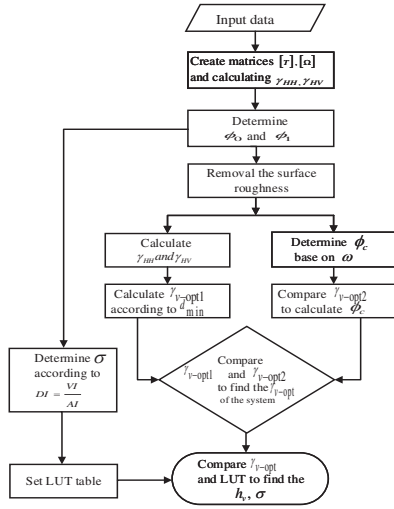 Input data
Create matrices [T].[Ω]
and calculating γHH, γHV
Determine
ϕ0 and ϕ1
Removal the surface
roughness
Calculate
γHH and γHV
Determine ϕc
base on ω
Calculate γv-opt1
according to dmin
Compare γv-opt2
to calculate ϕc
Determine σ
according to
DI = VI/AI
γv-opt1 Compare and γv-opt2
to find the γv-opt
of the system
Set LUT table
Compare γv-opt
and LUT to find the
hv, σ